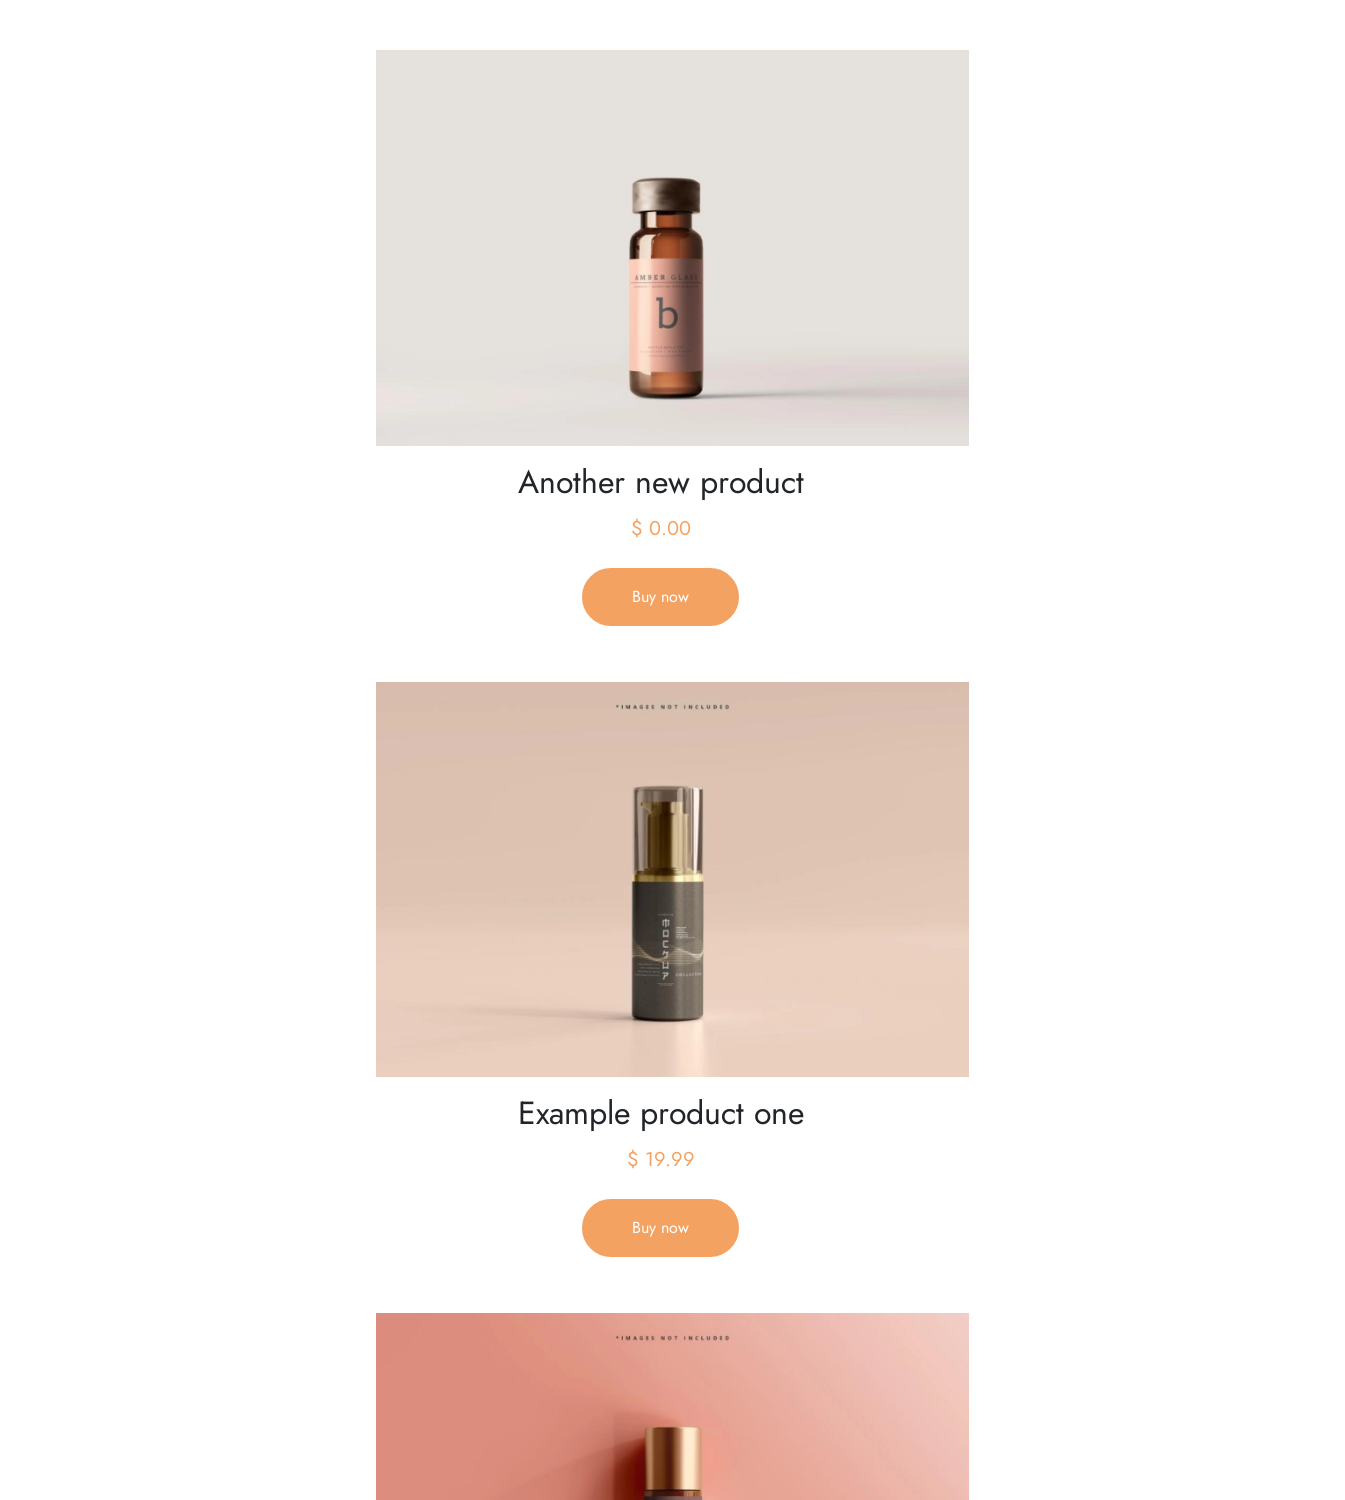 AMBER GLASS
b
Another new product
$ 0.00
Buy now
*IMAGES NOT INCLUDED
Example product one
$ 19.99
Buy now
*IMAGES NOT INCLUDED